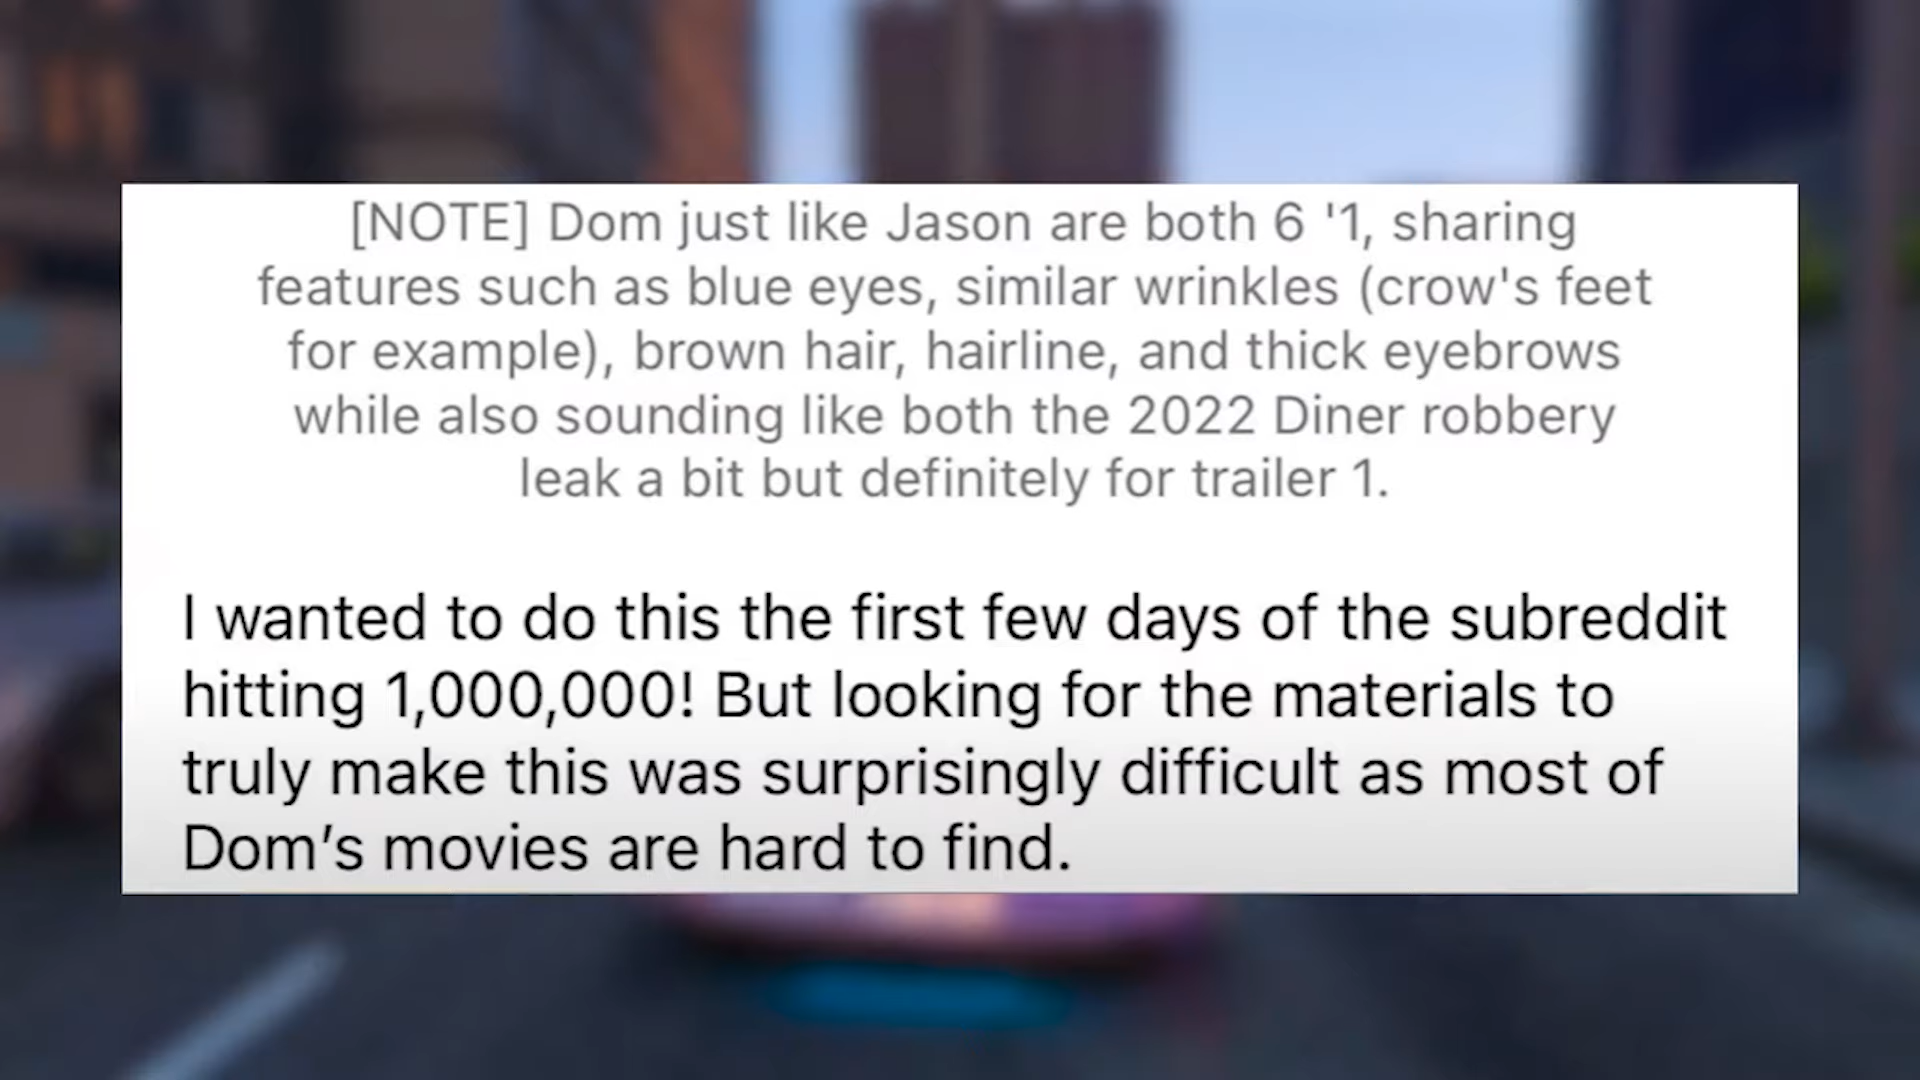 [NOTE] Dom just like Jason are both 6 '1, sharing
features such as blue eyes, similar wrinkles (crow's feet
for example), brown hair, hairline, and thick eyebrows
while also sounding like both the 2022 Diner robbery
leak a bit but definitely for trailer 1.
I wanted to do this the first few days of the subreddit
hitting 1,000,000! But looking for the materials to
truly make this was surprisingly difficult as most of
Dom’s movies are hard to find.